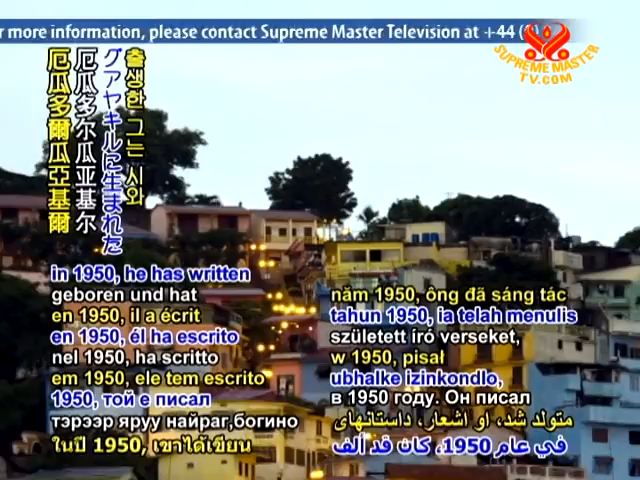 r more information, please contact Supreme Master Television at +44 (
SUPREME MASTER
TV.COM
출생한 그는 시와
グアヤキルに生まれた
厄瓜多尔瓜亚基尔
厄瓜多爾瓜亞基爾
in 1950, he has written
geboren und hat
en 1950, il a écrit
en 1950, él ha escrito
nel 1950, ha scritto
em 1950, ele tem escrito
1950, той е писал
тэрээр яруу найраг,богино
ในปี 1950, เขาได้เขียน
năm 1950, ông đã sáng tác
tahun 1950, ia telah menulis
született író verseket,
w 1950, pisał
ubhalke izinkondlo,
в 1950 году. Он писал
متولد شد، او اشعار، داستانهای
في عام 1950، كان قد ألف